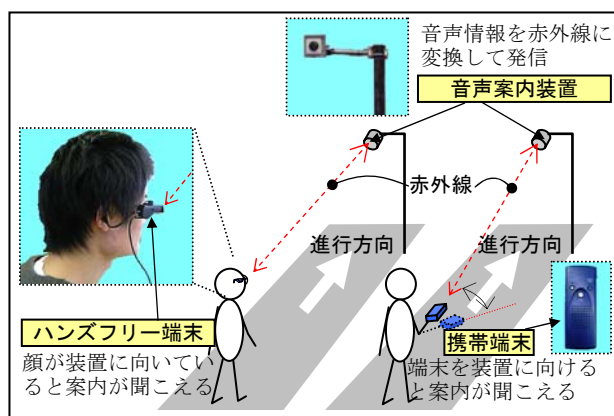 音声情報を赤外線に
変換して発信
音声案内装置
赤外線
進行方向
進行方向
ハンズフリー端末
顔が装置に向いてい
ると案内が聞こえる
携帯端末
端末を装置に向ける
と案内が聞こえる